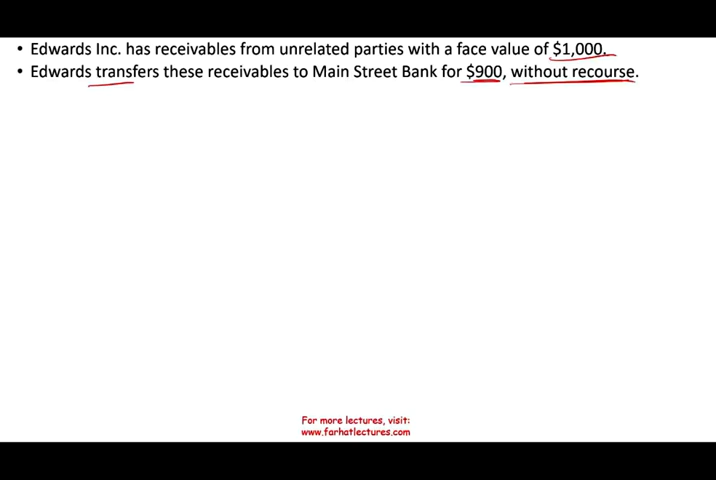 • Edwards Inc. has receivables from unrelated parties with a face value of $1,000.
• Edwards transfers these receivables to Main Street Bank for $900, without recourse.
For more lectures, visit:
www.farhatlectures.com